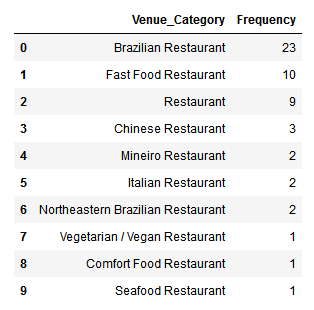 Venue_Category Frequency
0 Brazilian Restaurant 23
1 Fast Food Restaurant 10
2 Restaurant 9
3 Chinese Restaurant 3
4 Mineiro Restaurant 2
5 Italian Restaurant 2
6 Northeastern Brazilian Restaurant 2
7 Vegetarian / Vegan Restaurant 1
8 Comfort Food Restaurant 1
9 Seafood Restaurant 1